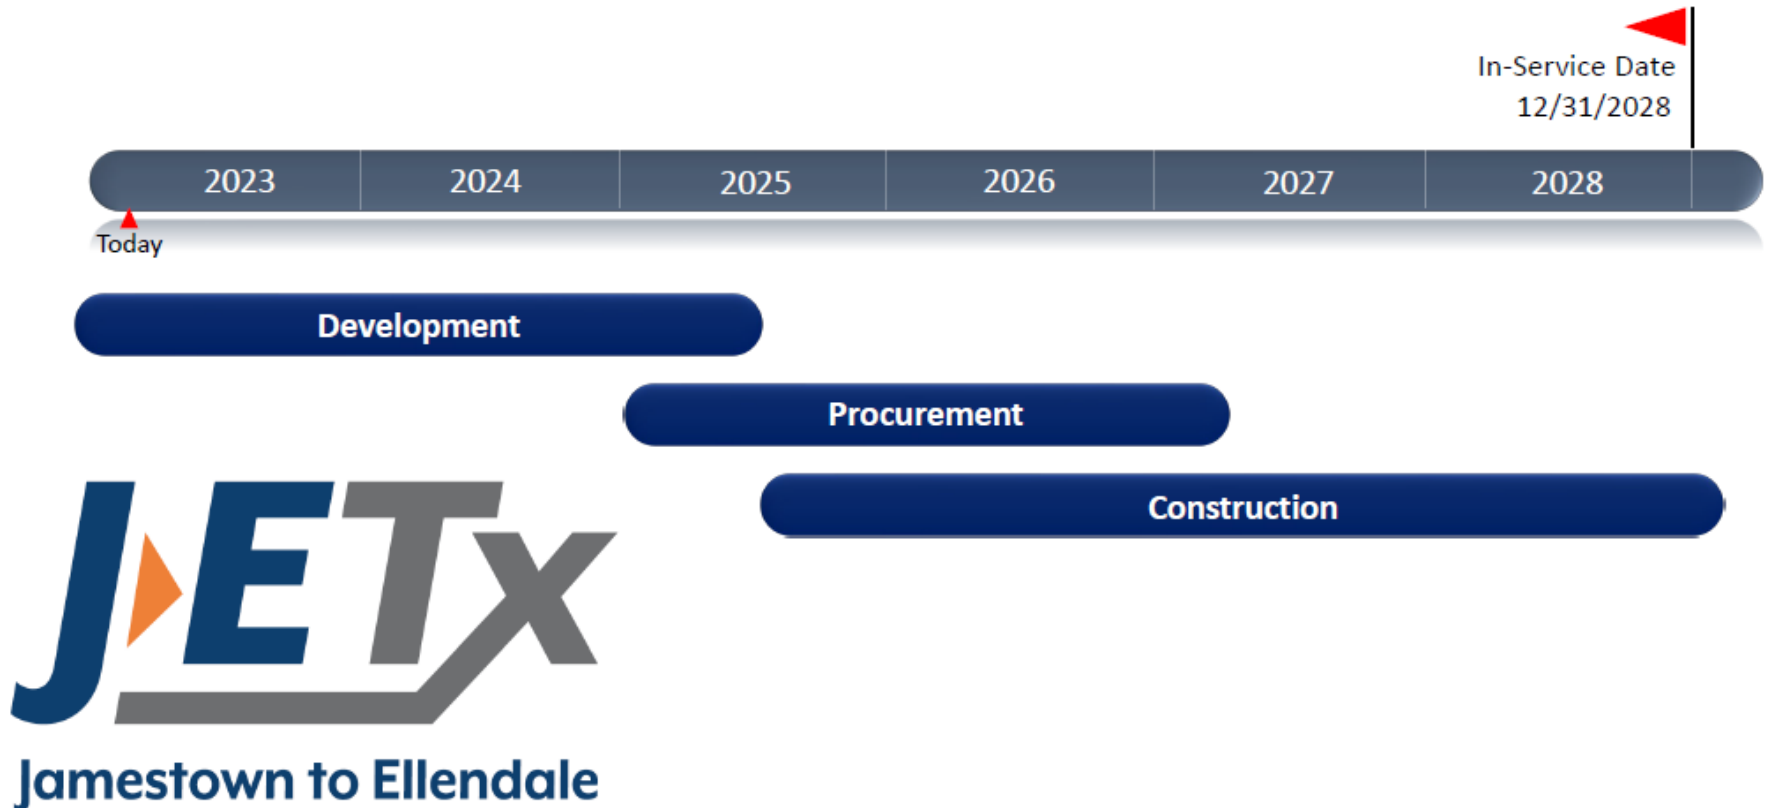 In-Service Date
12/31/2028
2023 2024 2025 2026 2027 2028
Today
Development
Procurement
Construction
JETx
Jamestown to Ellendale